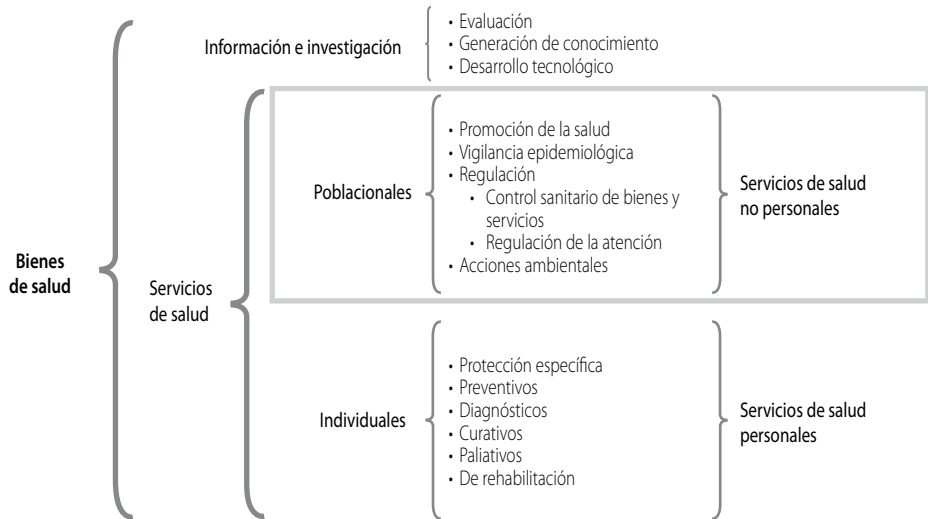 Información e investigación
• Evaluación
• Generación de conocimiento
• Desarrollo tecnológico
Bienes
de salud
Servicios
de salud
Poblacionales
• Promoción de la salud
• Vigilancia epidemiológica
• Regulación
• Control sanitario de bienes y
servicios
• Regulación de la atención
• Acciones ambientales
Servicios de salud
no personales
Individuales
• Protección específica
• Preventivos
• Diagnósticos
• Curativos
• Paliativos
• De rehabilitación
Servicios de salud
personales